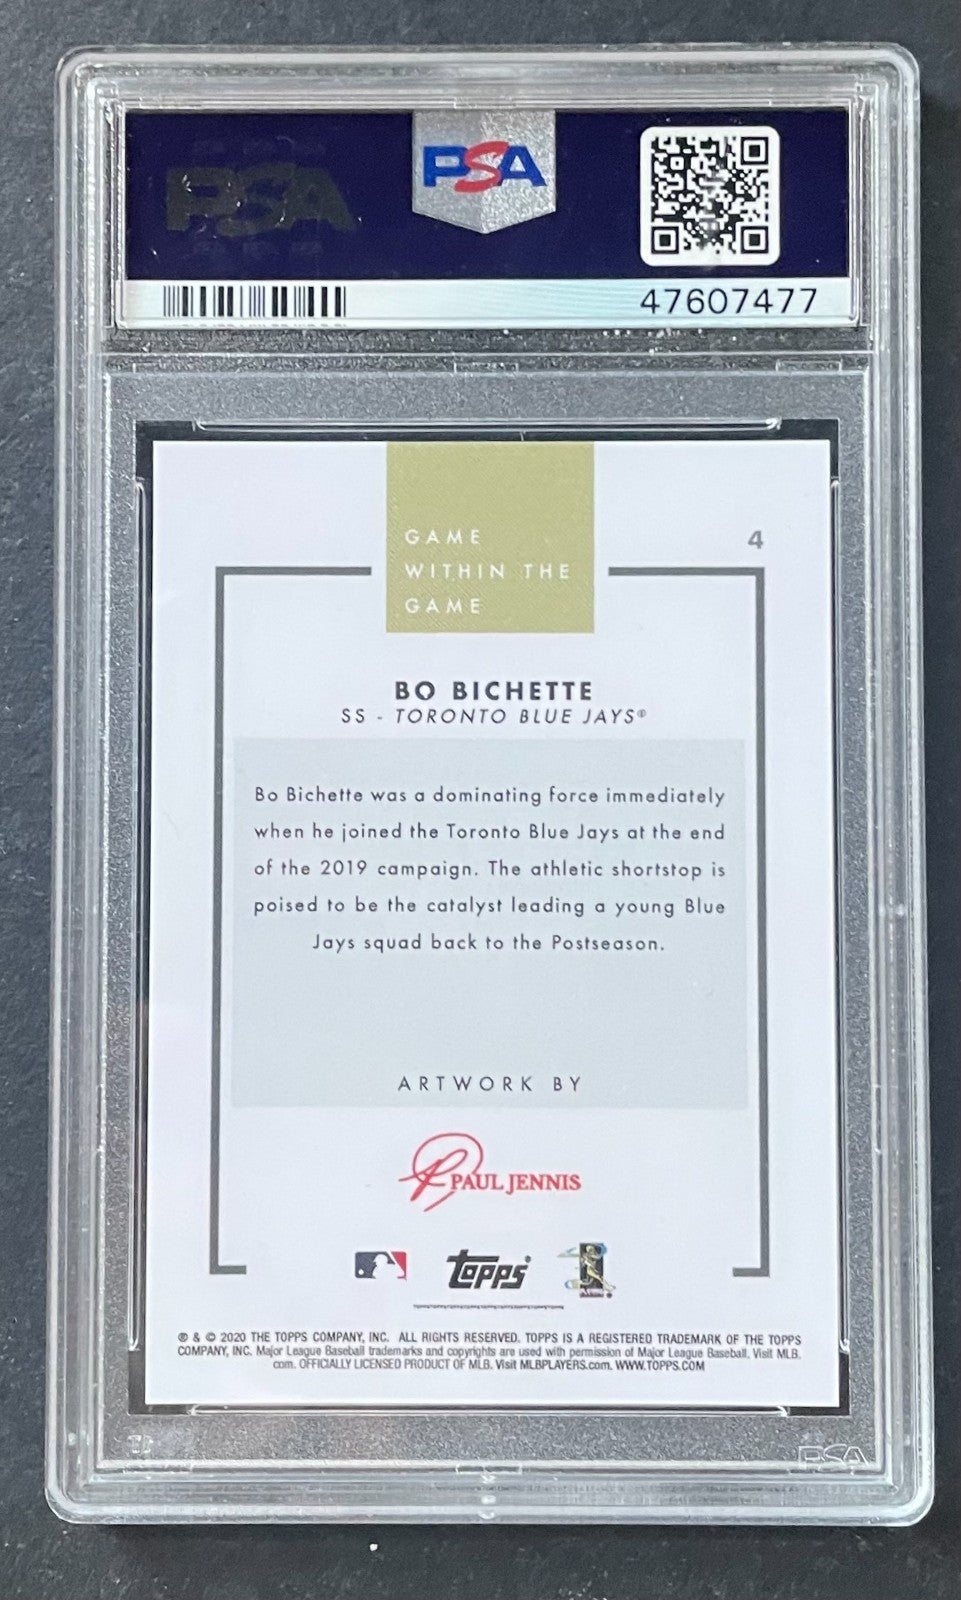 PSA
PSA
47607477
GAME
WITHIN THE
GAME
4
BO BICHETTE
SS - TORONTO BLUE JAYS®
Bo Bichette was a dominating force immediately
when he joined the Toronto Blue Jays at the end
of the 2019 campaign. The athletic shortstop is
poised to be the catalyst leading a young Blue
Jays squad back to the Postseason.
ARTWORK BY
PAUL JENNIS
Topps
® & © 2020 THE TOPPS COMPANY, INC. ALL RIGHTS RESERVED. TOPPS IS A REGISTERED TRADEMARK OF THE TOPPS
COMPANY, INC. Major League Baseball trademarks and copyrights are used with permission of Major League Baseball. Visit MLB.
com. OFFICIALLY LICENSED PRODUCT OF MLB. Visit MLBPLAYERS.com. WWW.TOPPS.COM
PSA